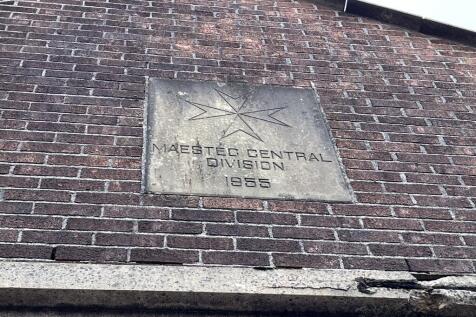 MAESTEG CENTRAL
DIVISION
1955